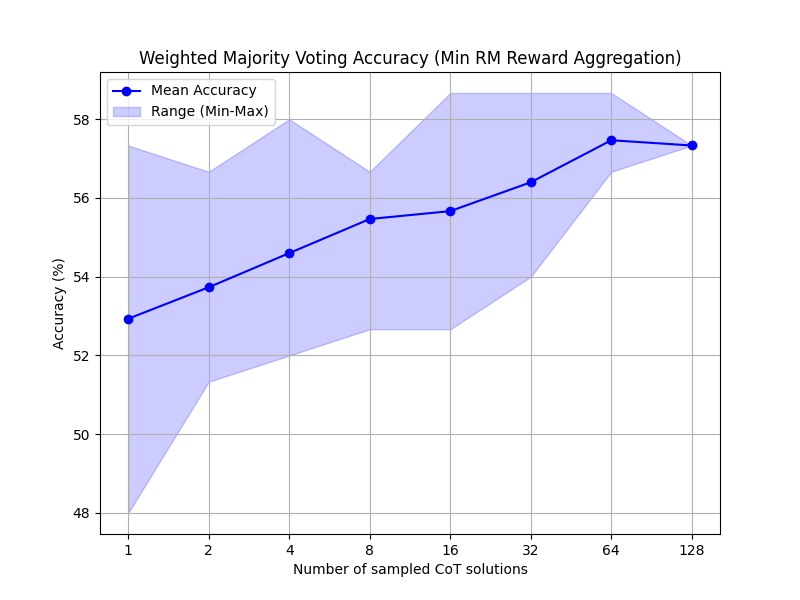 Weighted Majority Voting Accuracy (Min RM Reward Aggregation)
Mean Accuracy
Range (Min-Max)
Accuracy (%)
58
56
54
52
50
48
1 2 4 8 16 32 64 128
Number of sampled CoT solutions